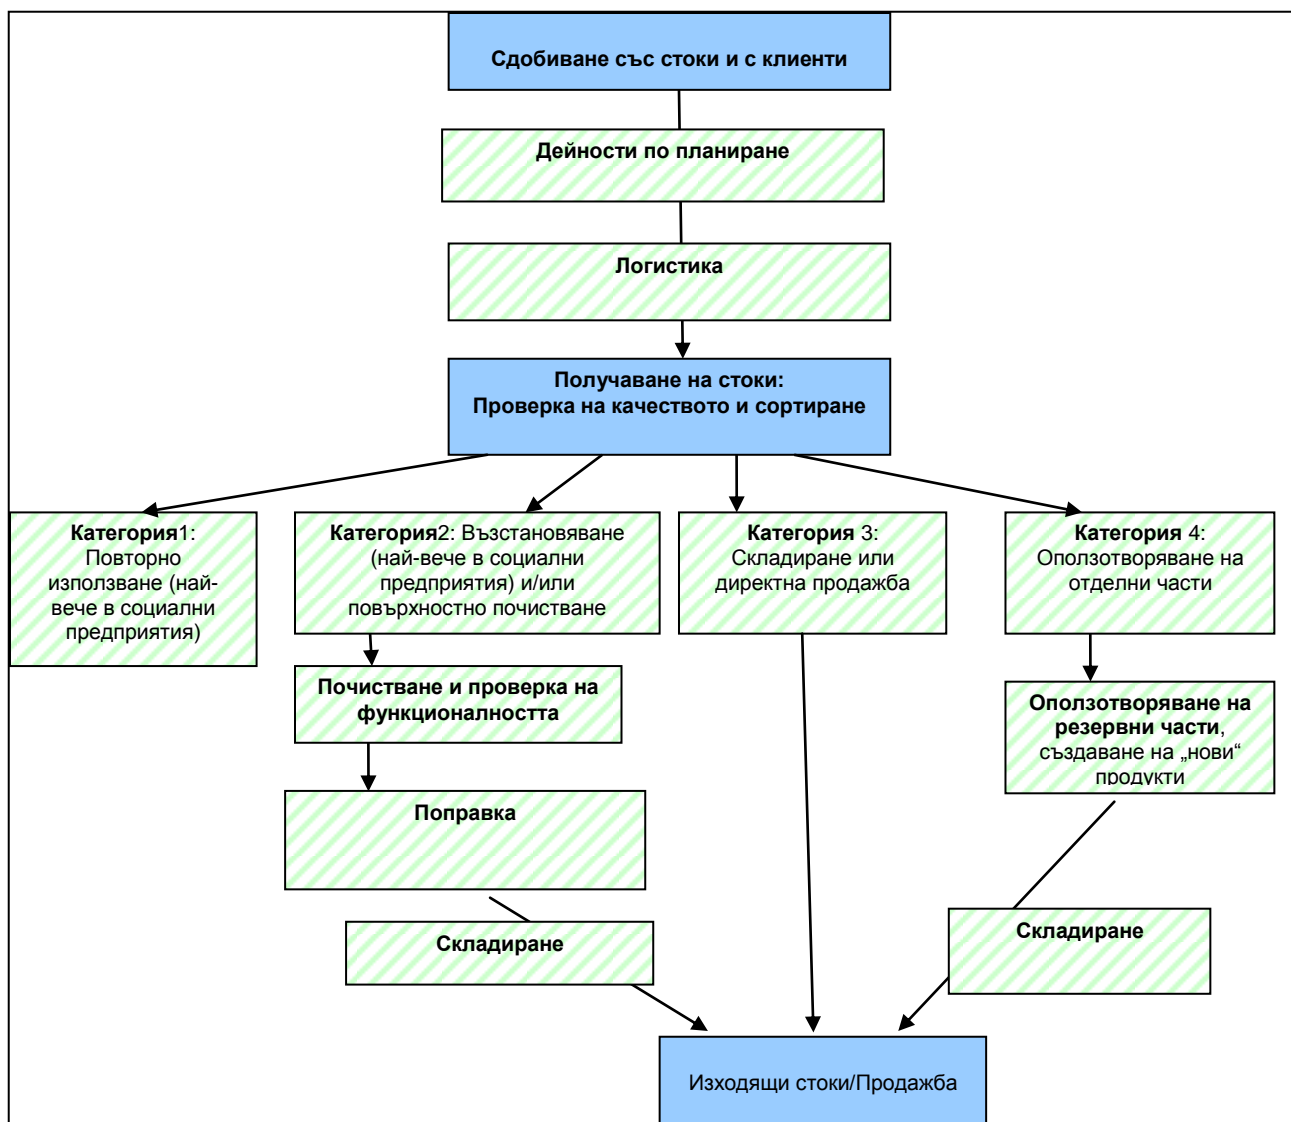 Сдобиване със стоки и с клиенти
Дейности по планиране
Логистика
Получаване на стоки:
Проверка на качеството и сортиране
Категория1:
Повторно
използване (най-
вече в социални
предприятия)
Категория2: Възстановяване
(най-вече в социални
предприятия) и/или
повърхностно почистване
Категория 3:
Складиране или
директна продажба
Категория 4:
Оползотворяване на
отделни части
Почистване и проверка на
функционалността
Оползотворяване на
резервни части,
създаване на „нови“
продукти
Поправка
Складиране
Складиране
Изходящи стоки/Продажба